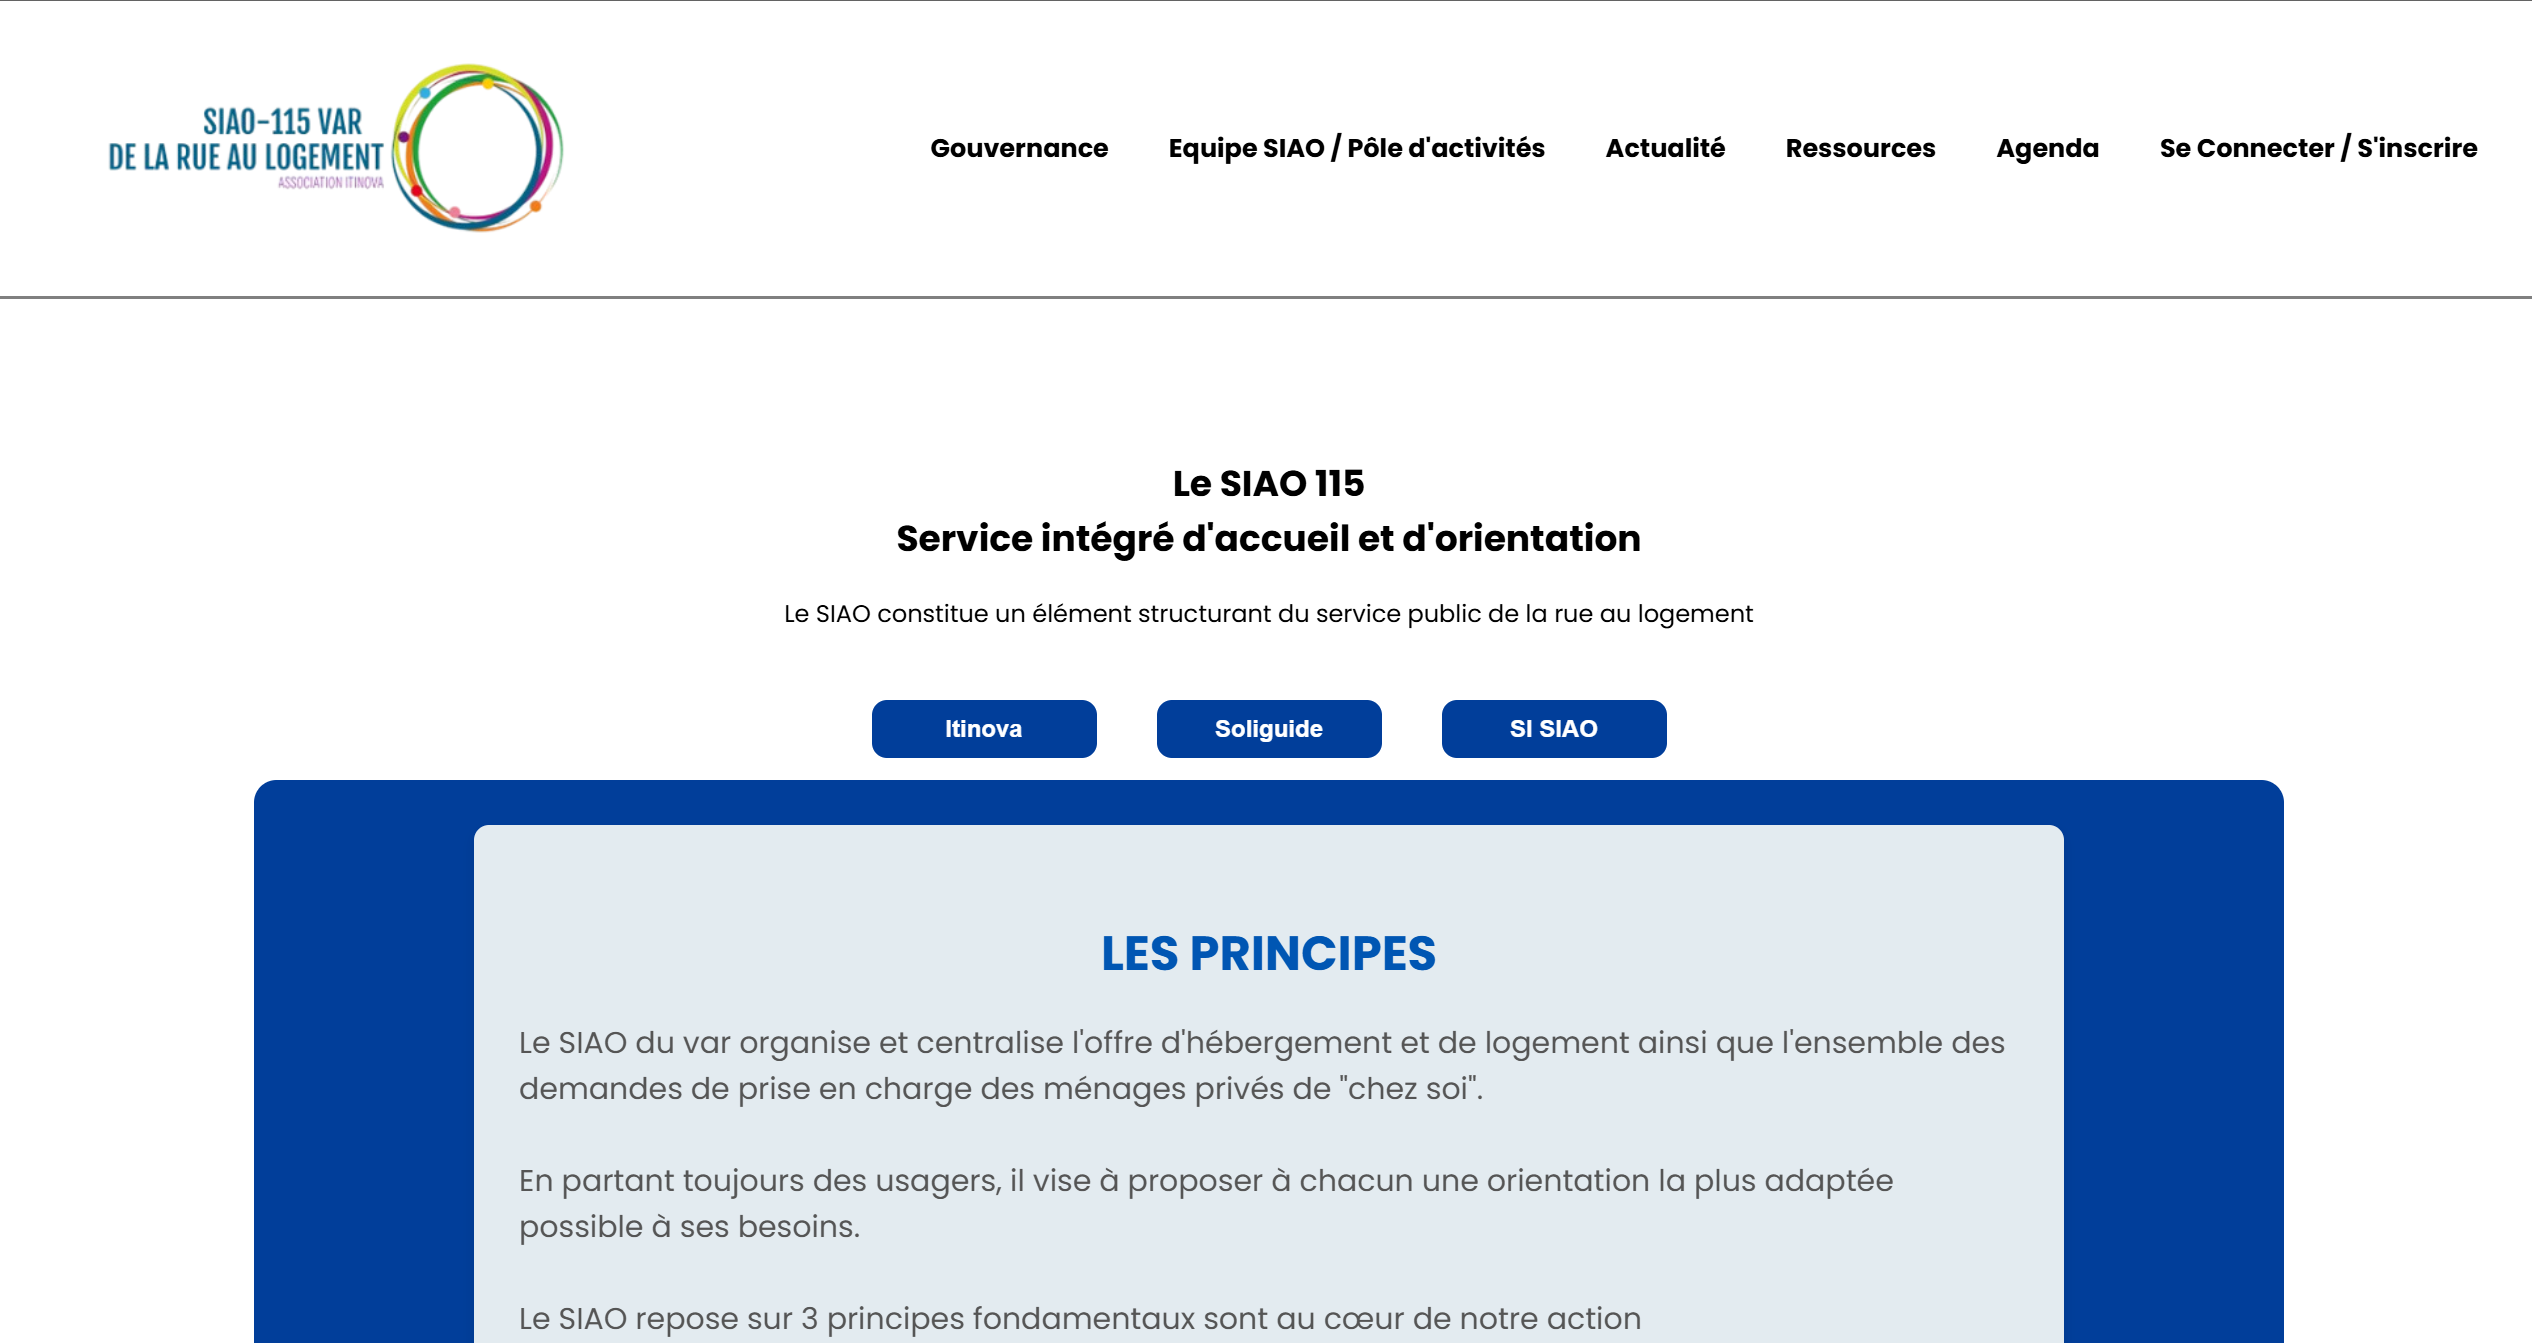 SIAO-115 VAR
DE LA RUE AU LOGEMENT
ASSOCIATION ITINOVA
Gouvernance
Equipe SIAO / Pôle d'activités
Actualité
Ressources
Agenda
Se Connecter / S'inscrire
Le SIAO 115
Service intégré d'accueil et d'orientation
Le SIAO constitue un élément structurant du service public de la rue au logement
Itinova
Soliguide
SI SIAO
LES PRINCIPES
Le SIAO du var organise et centralise l'offre d'hébergement et de logement ainsi que l'ensemble des
demandes de prise en charge des ménages privés de "chez soi".
En partant toujours des usagers, il vise à proposer à chacun une orientation la plus adaptée
possible à ses besoins.
Le SIAO repose sur 3 principes fondamentaux sont au cœur de notre action